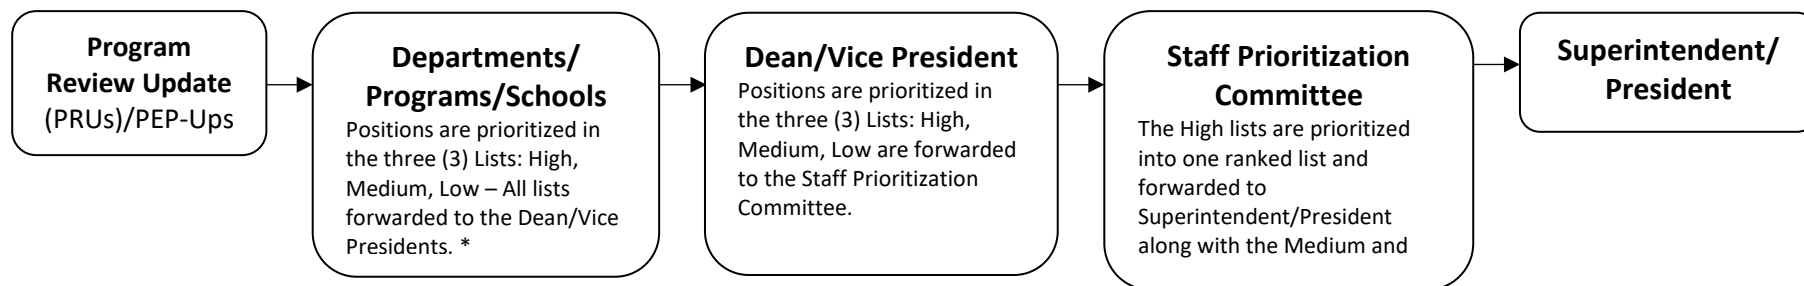 Program
Review Update
(PRUs)/PEP-Ups
Departments/
Programs/Schools
Positions are prioritized in
the three (3) Lists: High,
Medium, Low – All lists
forwarded to the Dean/Vice
Presidents. *
Dean/Vice President
Positions are prioritized in
the three (3) Lists: High,
Medium, Low are forwarded
to the Staff Prioritization
Committee.
Staff Prioritization
Committee
The High lists are prioritized
into one ranked list and
forwarded to
Superintendent/President
along with the Medium and
Superintendent/
President